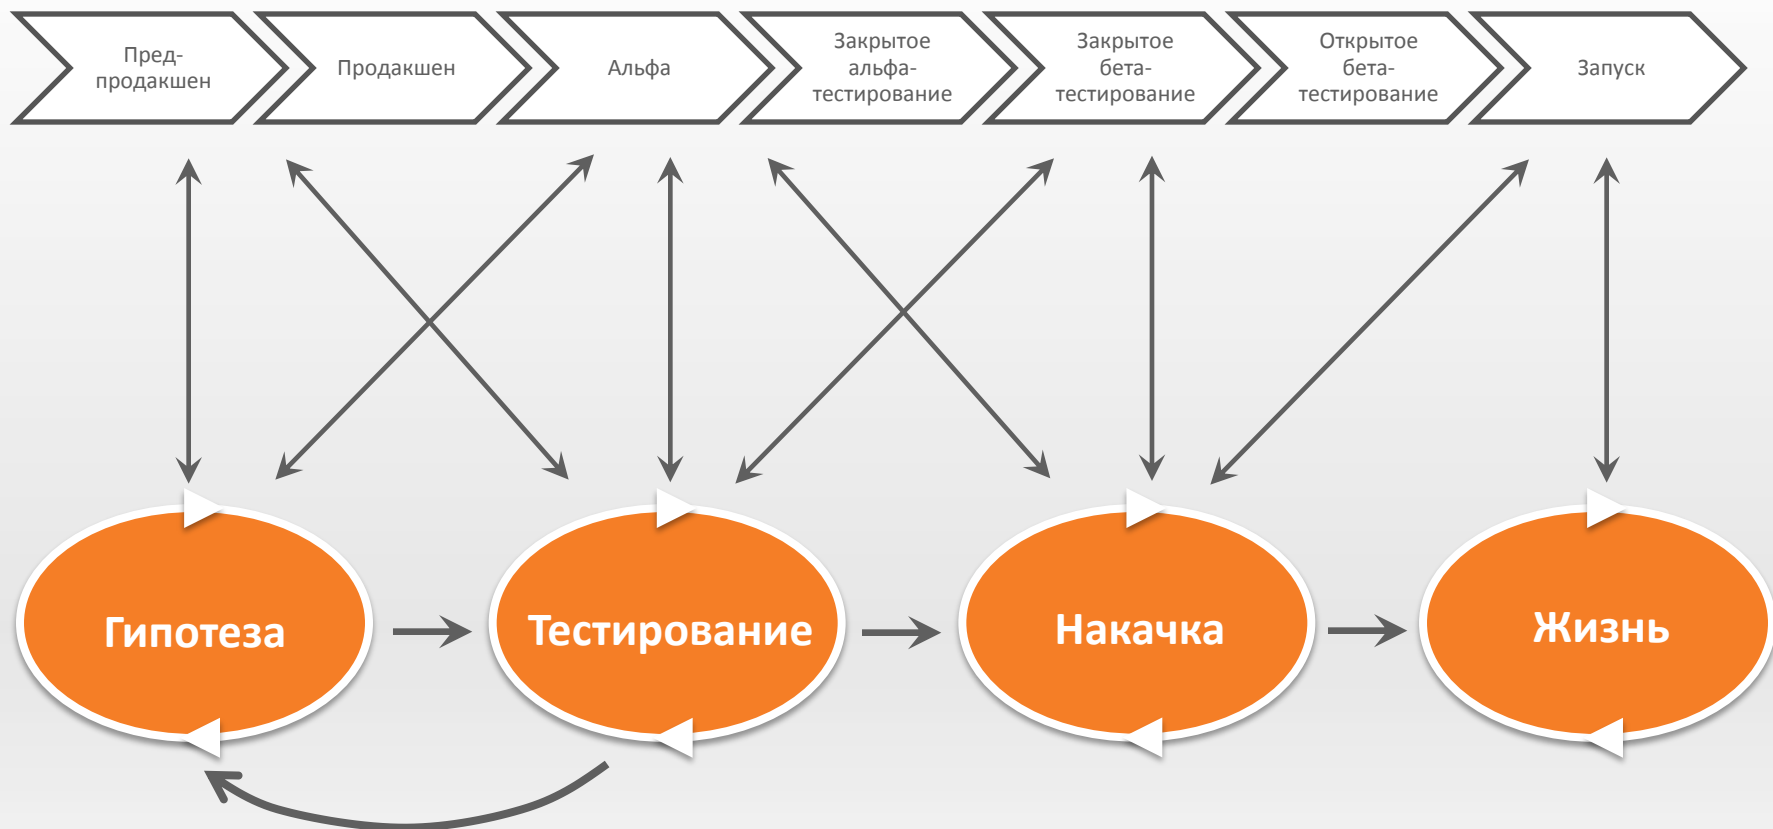 Пред-
продакшен
Продакшен
Альфа
Закрытое
альфа-
тестирование
Закрытое
бета-
тестирование
Открытое
бета-
тестирование
Запуск
Гипотеза
Тестирование
Накачка
Жизнь